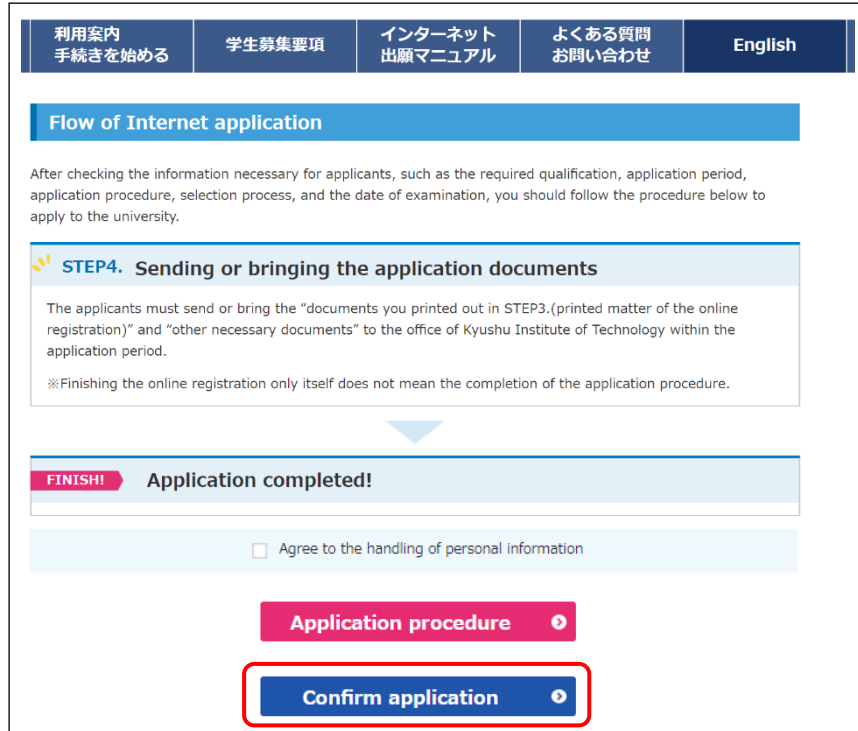 利用案内
手続きを始める
学生募集要項
インターネット
出願マニュアル
よくある質問
お問い合わせ
English
Flow of Internet application
After checking the information necessary for applicants, such as the required qualification, application period,
application procedure, selection process, and the date of examination, you should follow the procedure below to
apply to the university.
STEP4. Sending or bringing the application documents
The applicants must send or bring the “documents you printed out in STEP3.(printed matter of the online
registration)” and “other necessary documents” to the office of Kyushu Institute of Technology within the
application period.
※Finishing the online registration only itself does not mean the completion of the application procedure.
FINISH! Application completed!
Agree to the handling of personal information
Application procedure
Confirm application